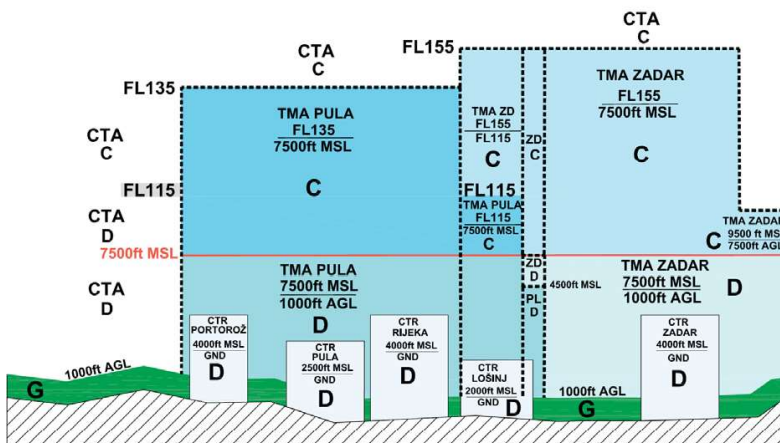 CTA
C
FL155
CTA
C
FL135
TMA PULA
FL135
7500ft MSL
C
TMA ZD
FL155
FL115
C
ZD
C
TMA ZADAR
FL155
7500ft MSL
C
CTA
C
FL115
FL115
TMA PULA
FL115
7500ft MSL
C
CTA
D
7500ft MSL
TMA ZADAR
9500 ft MS
7500ft AGL
C
CTA
D
TMA PULA
7500ft MSL
1000ft AGL
D
ZD
D
4500ft MSL
PL
D
TMA ZADAR
7500ft MSL
1000ft AGL
D
CTR
PORTOROŽ
4000ft MSL
GND
D
CTR
PULA
2500ft MSL
GND
D
CTR
RIJEKA
4000ft MSL
GND
D
CTR
LOŠINJ
2000ft MSL
GND
D
CTR
ZADAR
4000ft MSL
GND
D
1000ft AGL
G
1000ft AGL
G